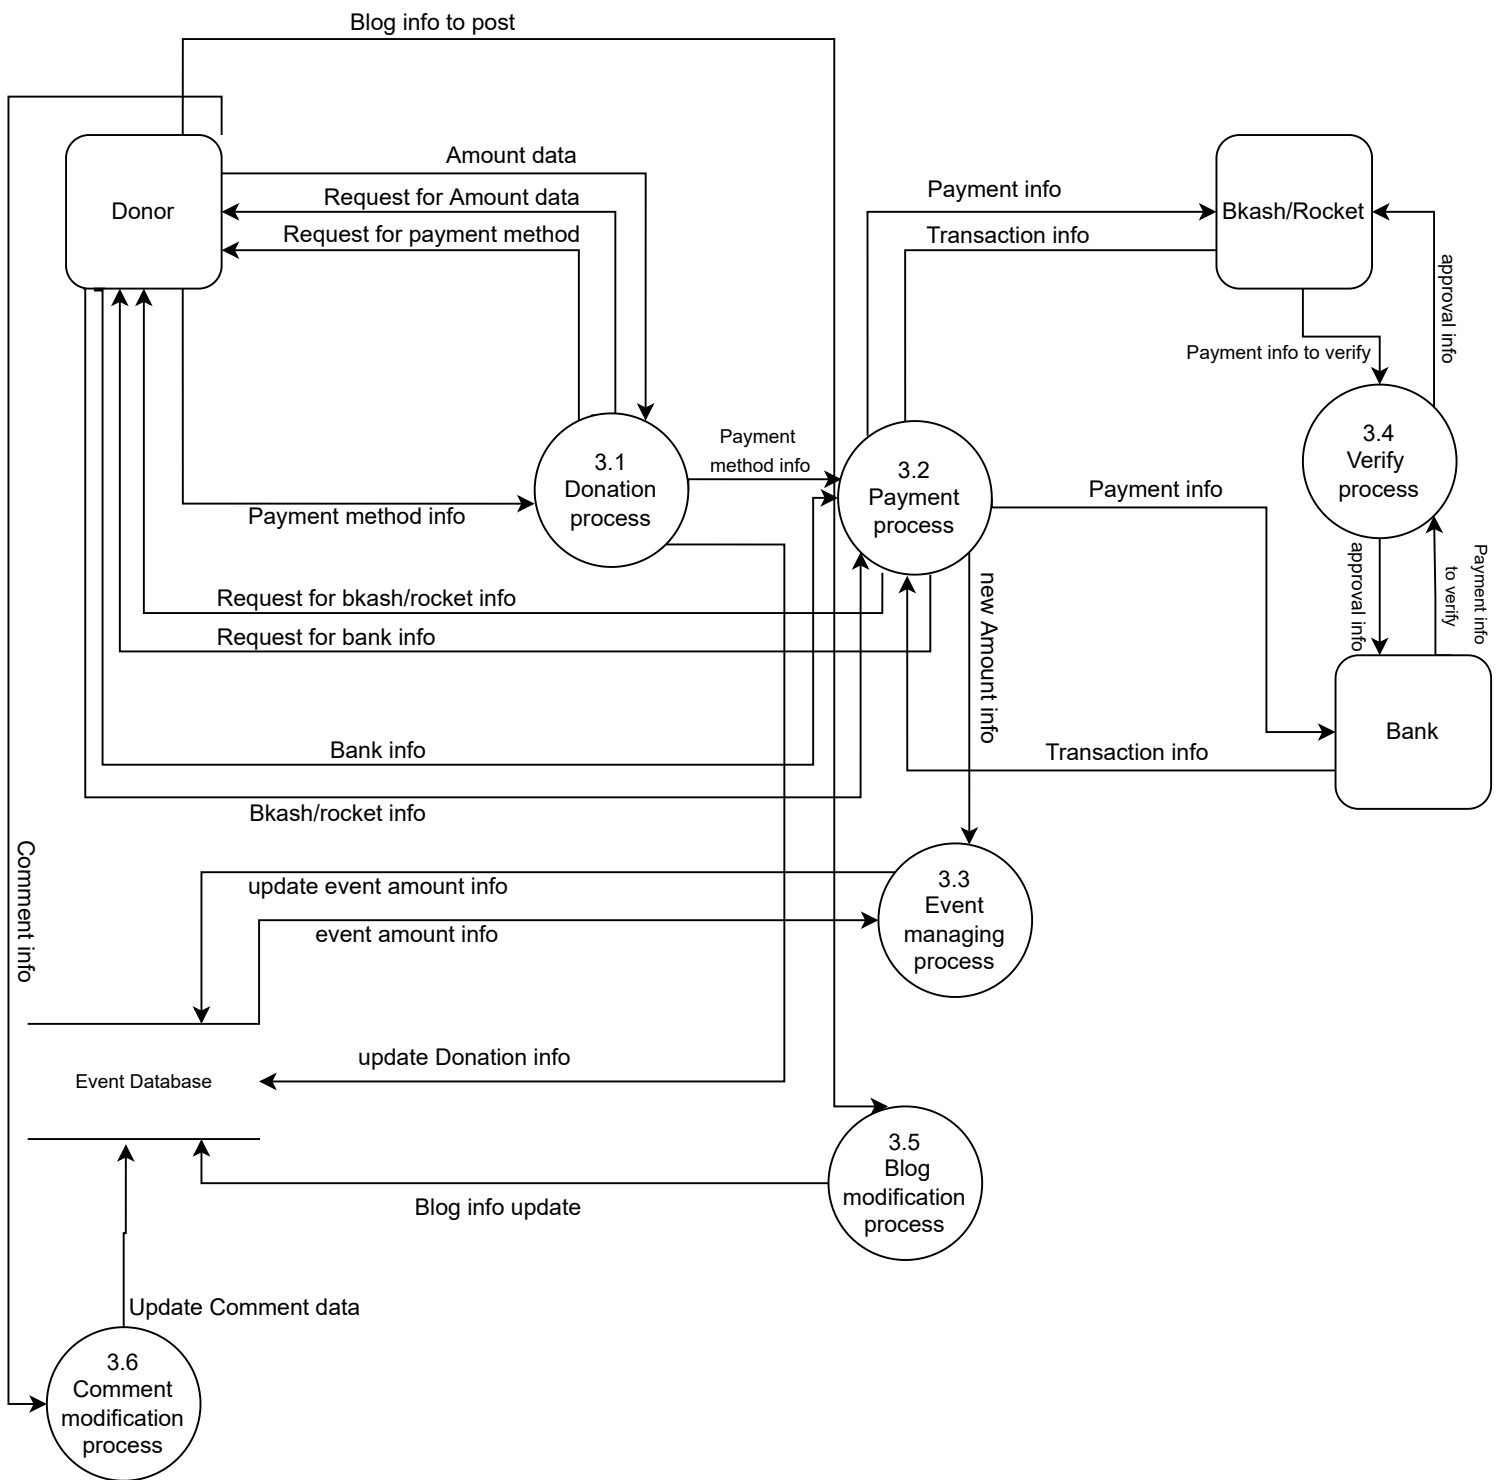 Blog info to post
Amount data
Donor
Request for Amount data
Request for payment method
Payment info
Bkash/Rocket
Transaction info
approval info
Payment info to verify
3.1
Donation
process
Payment
method info
3.2
Payment
process
3.4
Verify
process
Payment info
Payment method info
approval info
Payment info
to verify
Request for bkash/rocket info
Request for bank info
new Amount info
Bank
Bank info
Transaction info
Bkash/rocket info
Comment info
update event amount info
3.3
Event
managing
process
event amount info
update Donation info
Event Database
3.5
Blog
modification
process
Blog info update
Update Comment data
3.6
Comment
modification
process